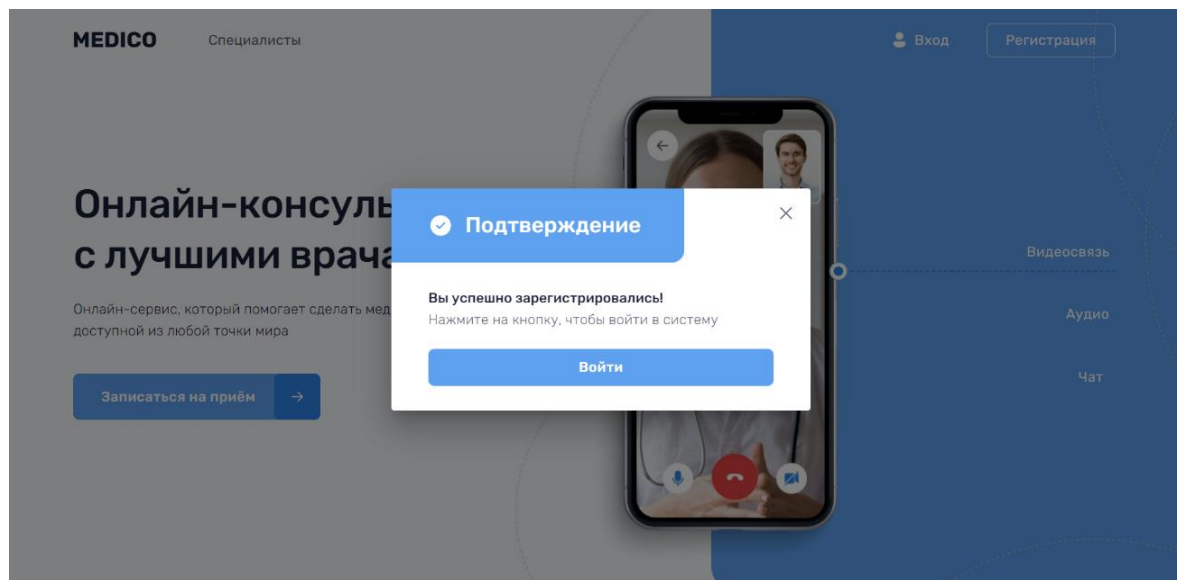 MEDICO
Специалисты
Вход
Регистрация
Онлайн-консуль
с лучшими врача
Онлайн-сервис, который помогает сделать мед
доступной из любой точки мира
Записаться на приём
Подтверждение
Вы успешно зарегистрировались!
Нажмите на кнопку, чтобы войти в систему
Войти
Видеосвязь
Аудио
Чат